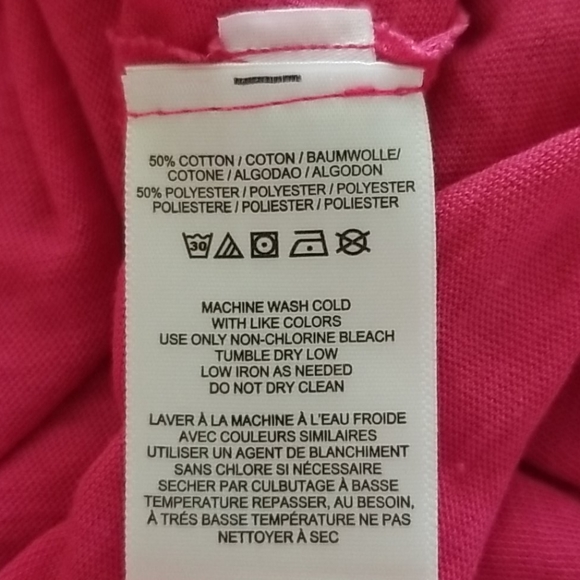 50% COTTON / COTON / BAUMWOLLE/
COTONE / ALGODAO / ALGODON
50% POLYESTER / POLYESTER / POLYESTER
POLIESTERE / POLIESTER / POLIESTER
30
MACHINE WASH COLD
WITH LIKE COLORS
USE ONLY NON-CHLORINE BLEACH
TUMBLE DRY LOW
LOW IRON AS NEEDED
DO NOT DRY CLEAN
LAVER À LA MACHINE À L'EAU FROIDE
AVEC COULEURS SIMILAIRES
UTILISER UN AGENT DE BLANCHIMENT
SANS CHLORE SI NÉCESSAIRE
SECHER PAR CULBUTAGE À BASSE
TEMPERATURE REPASSER, AU BESOIN,
À TRÉS BASSE TEMPÉRATURE NE PAS
NETTOYER À SEC